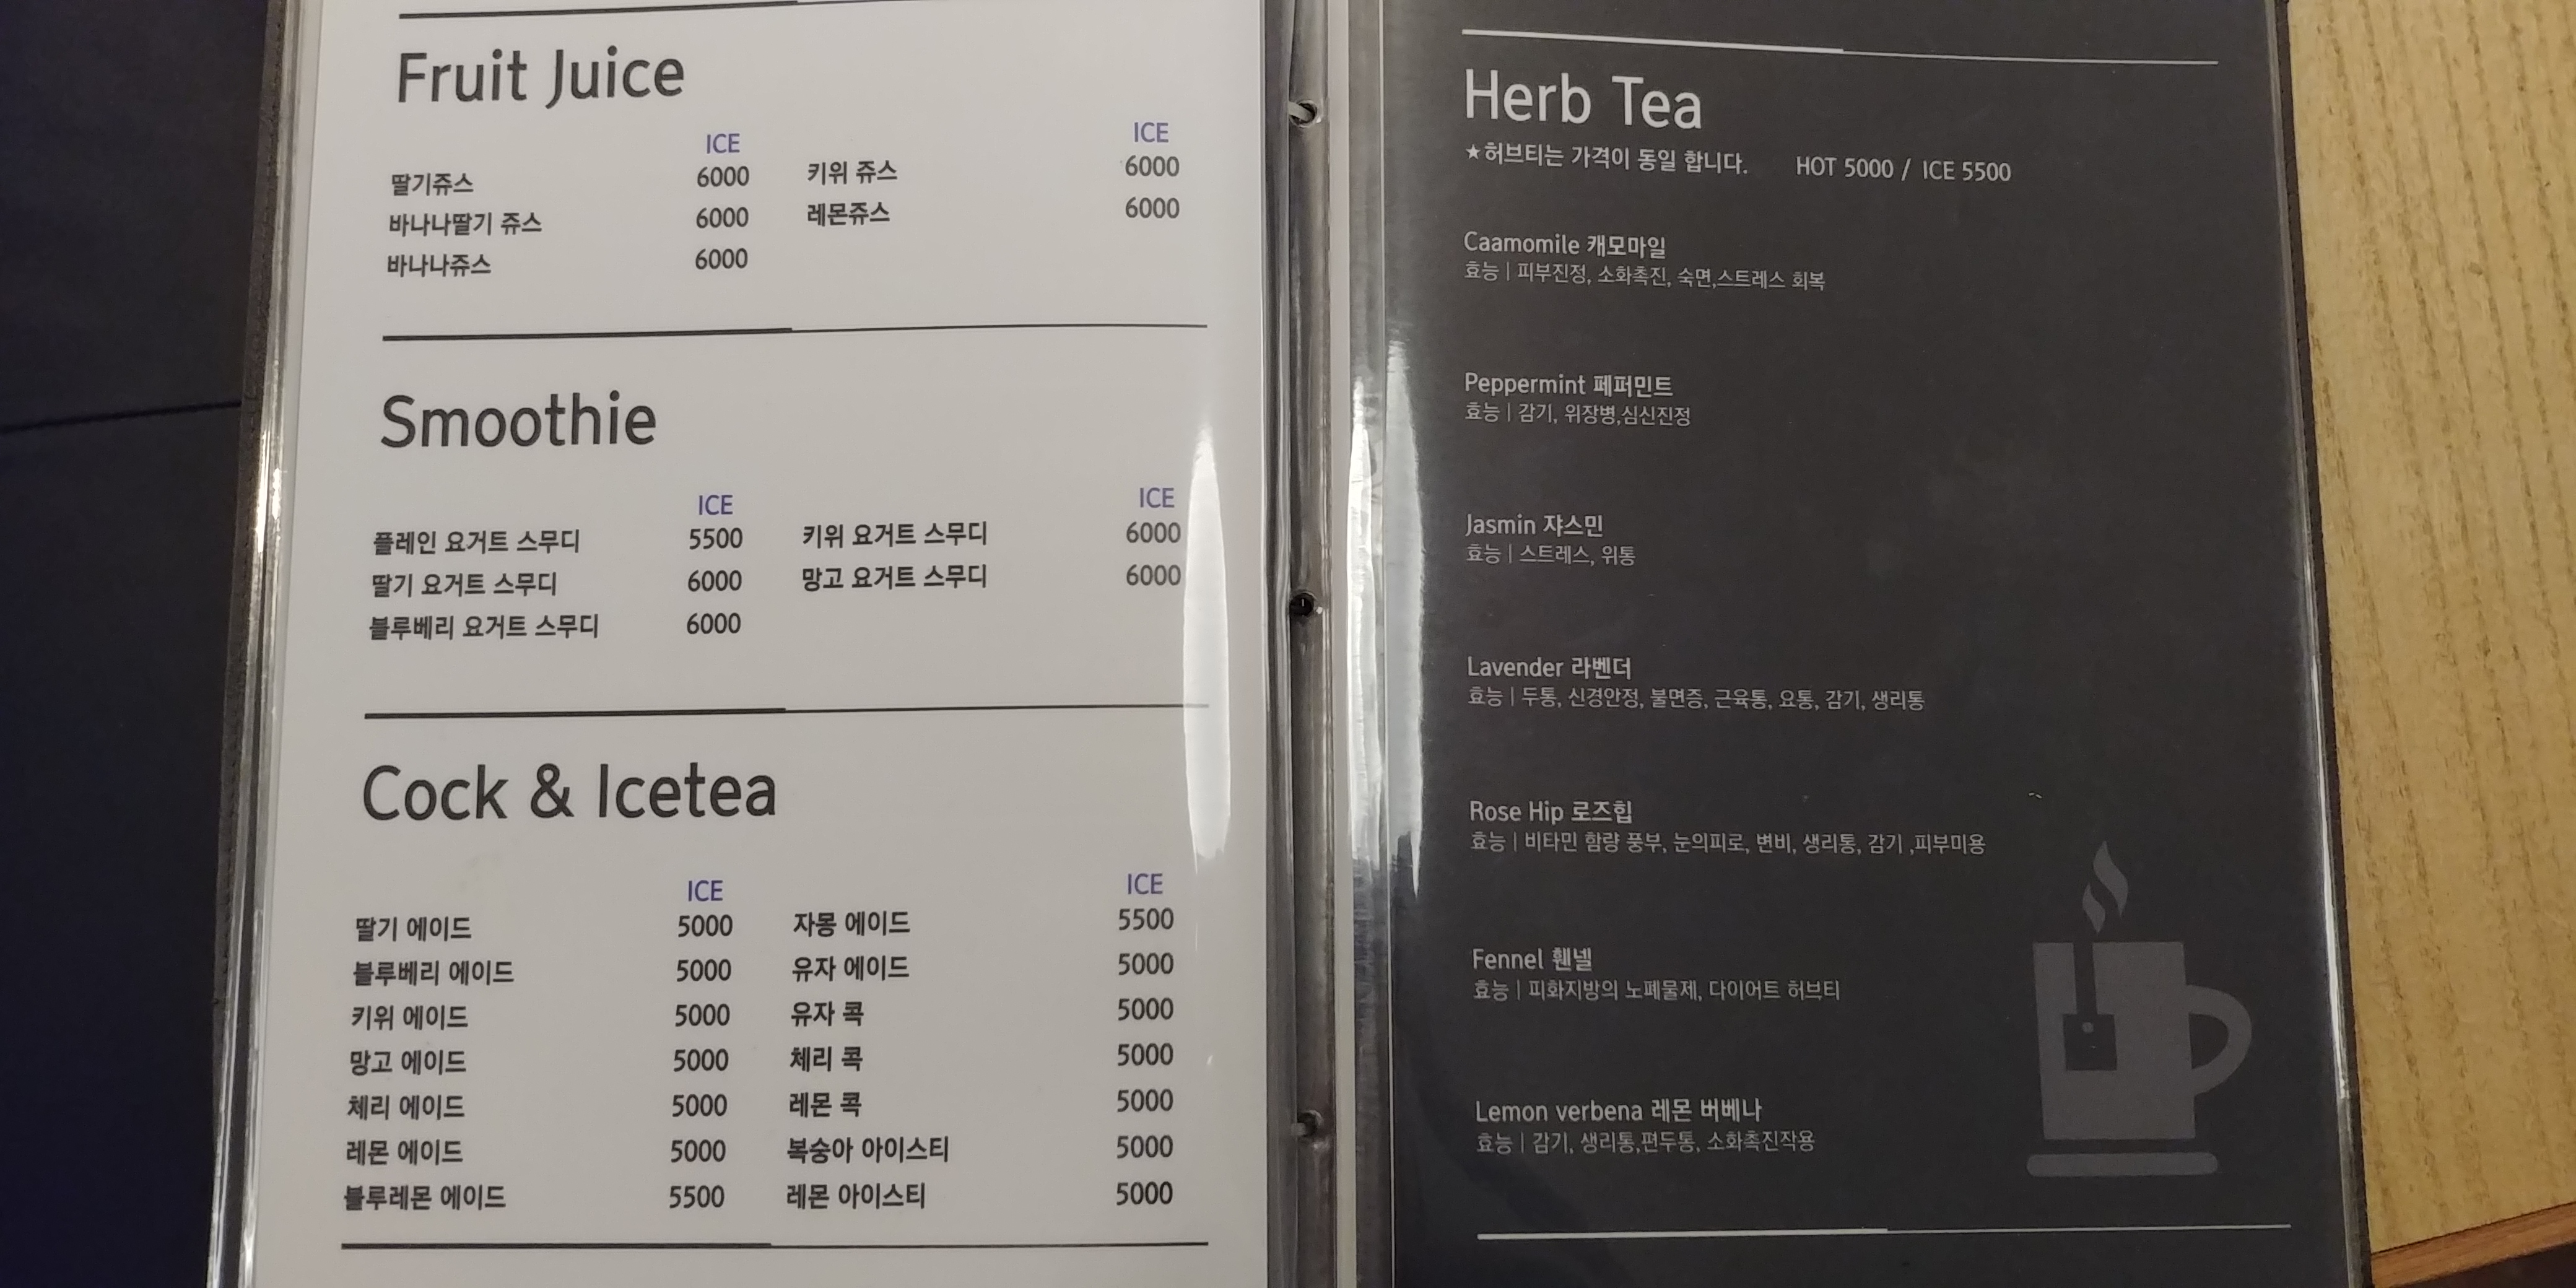 Fruit Juice
ICE ICE
딸기쥬스 6000 키위 쥬스 6000
바나나딸기 쥬스 6000 레몬쥬스 6000
바나나쥬스 6000
Smoothie
ICE ICE
플레인 요거트 스무디 5500 키위 요거트 스무디 6000
딸기 요거트 스무디 6000 망고 요거트 스무디 6000
블루베리 요거트 스무디 6000
Cock & Icetea
ICE ICE
딸기 에이드 5000 자몽 에이드 5500
블루베리 에이드 5000 유자 에이드 5000
키위 에이드 5000 유자 콕 5000
망고 에이드 5000 체리 콕 5000
체리 에이드 5000 레몬 콕 5000
레몬 에이드 5000 복숭아 아이스티 5000
블루레몬 에이드 5500 레몬 아이스티 5000
Herb Tea
★허브티는 가격이 동일 합니다. HOT 5000 / ICE 5500
Caamomile 캐모마일
효능 | 피부진정, 소화촉진, 숙면,스트레스 회복
Peppermint 페퍼민트
효능 | 감기, 위장병,심신진정
Jasmin 쟈스민
효능 | 스트레스, 위통
Lavender 라벤더
효능 | 두통, 신경안정, 불면증, 근육통, 요통, 감기, 생리통
Rose Hip 로즈힙
효능 | 비타민 함량 풍부, 눈의피로, 변비, 생리통, 감기 ,피부미용
Fennel 휀넬
효능 | 피화지방의 노폐물제, 다이어트 허브티
Lemon verbena 레몬 버베나
효능 | 감기, 생리통,편두통, 소화촉진작용